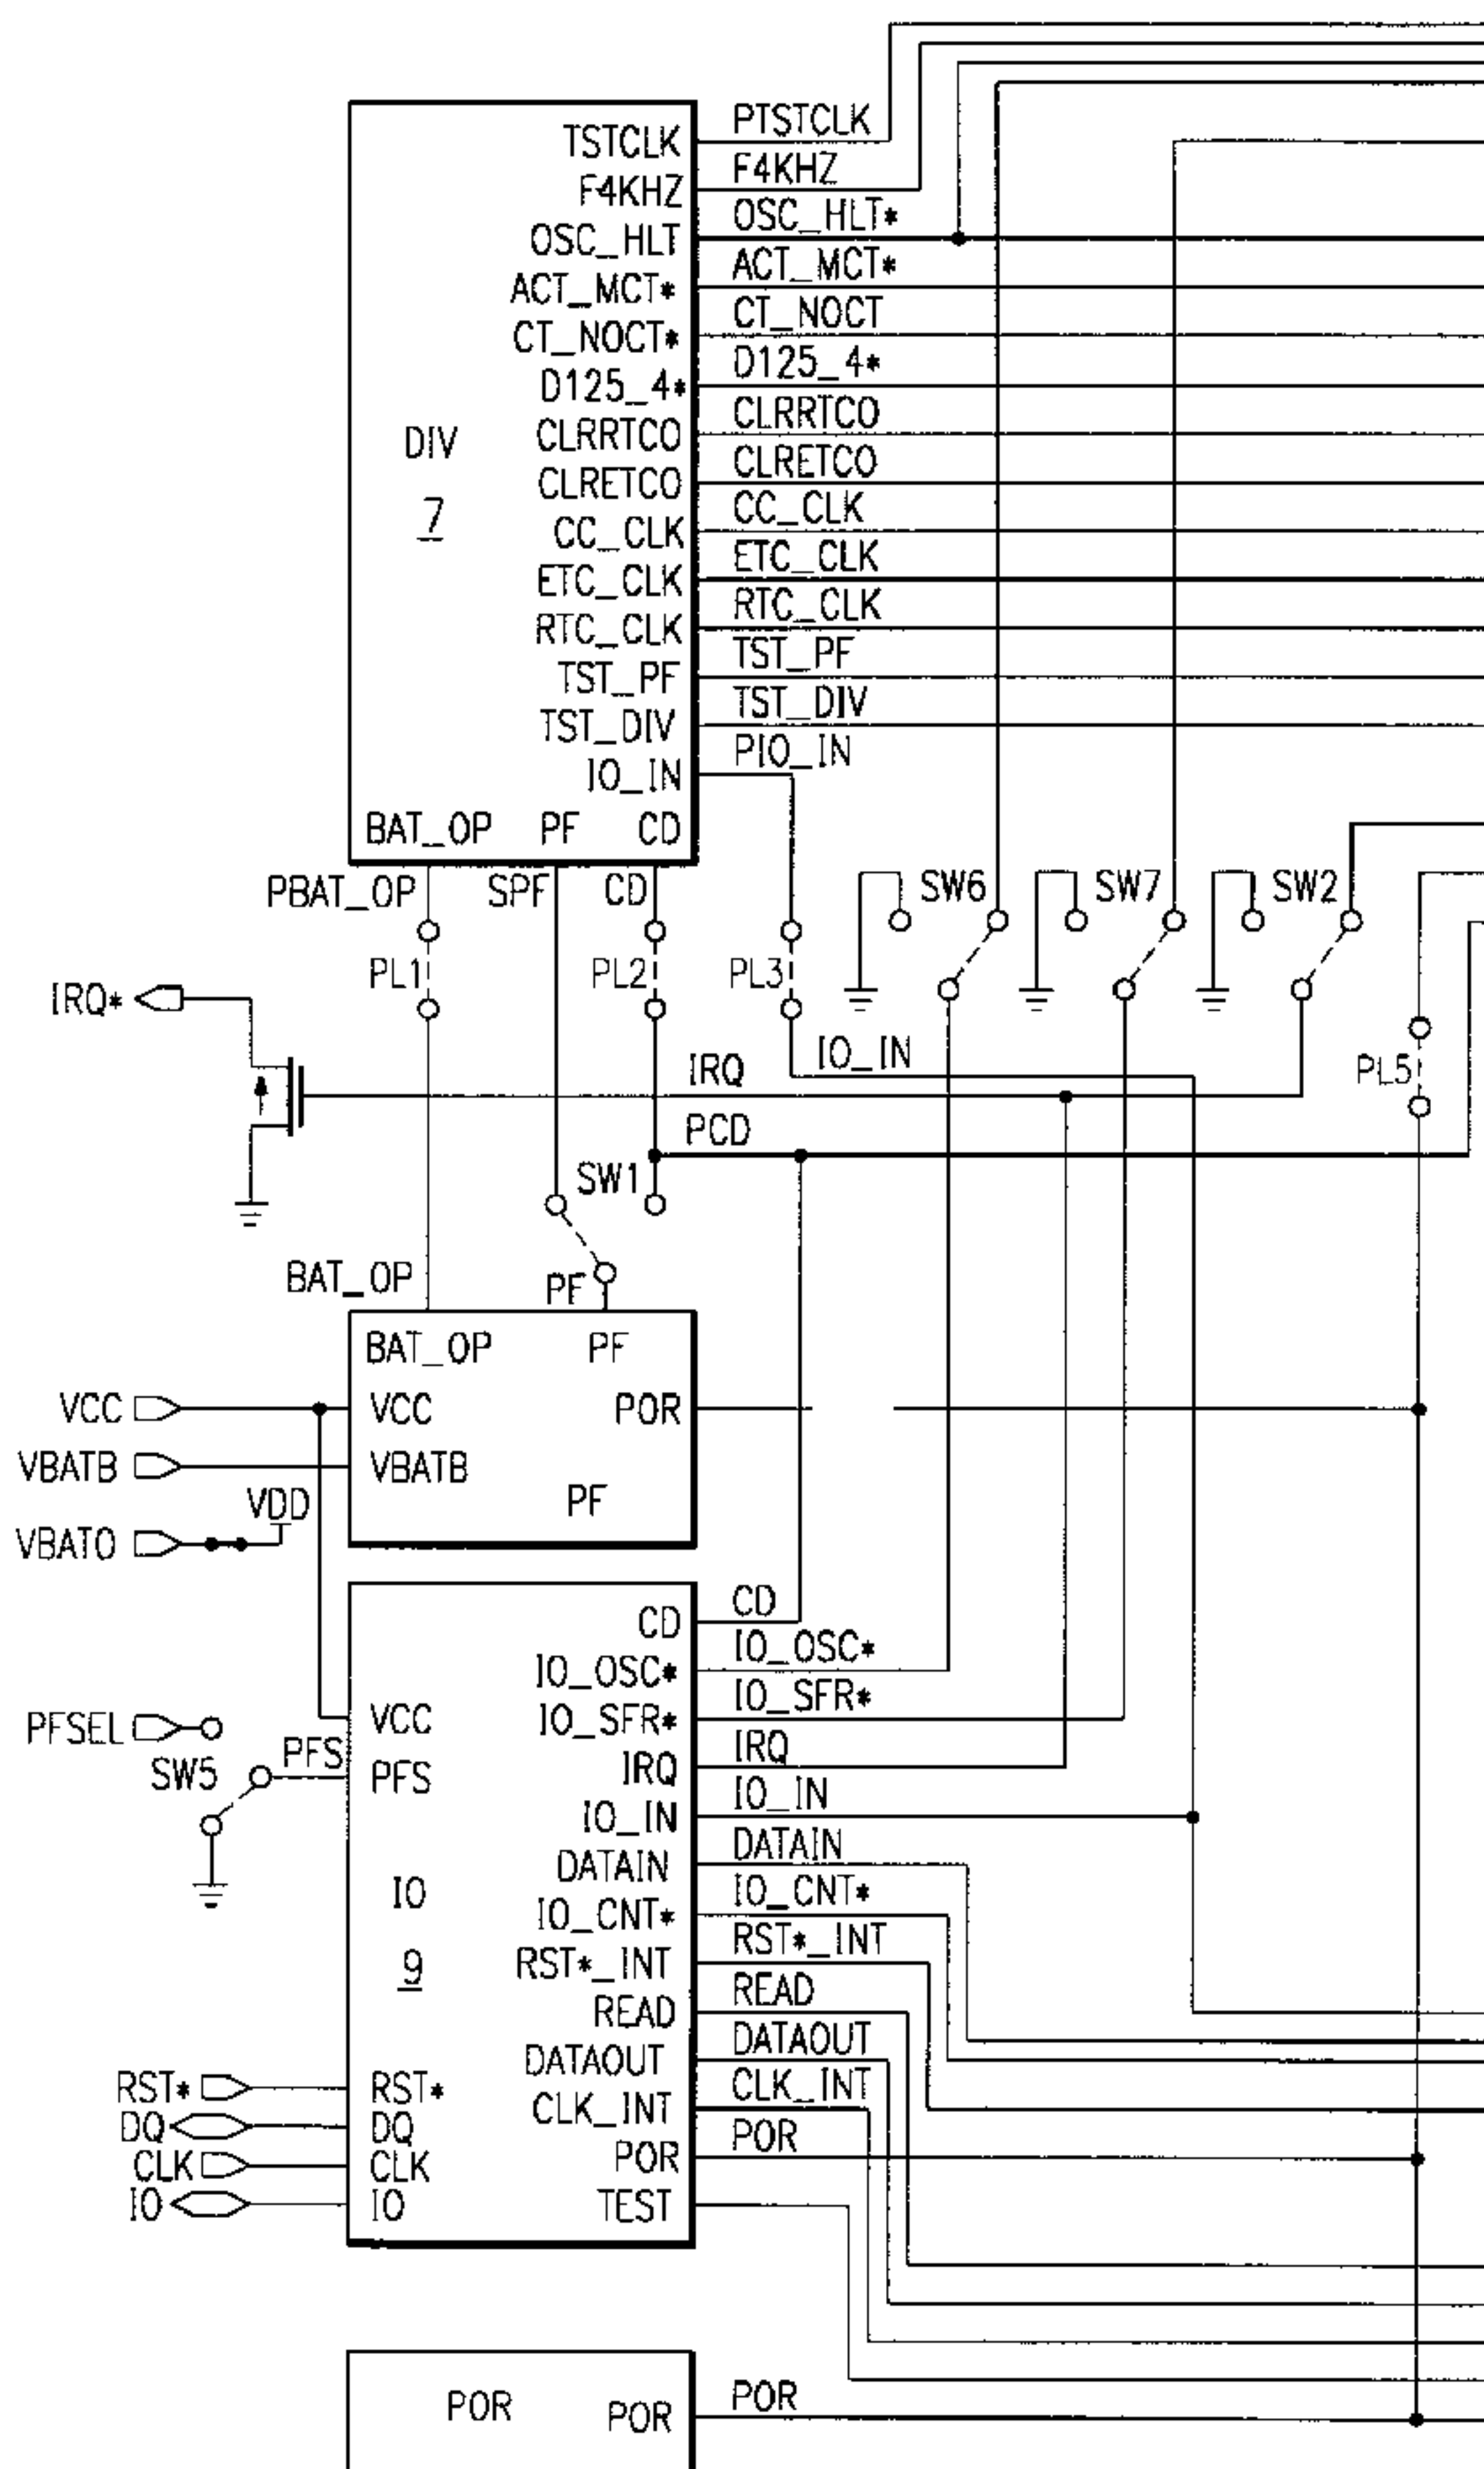 PTSTCLK
TSTCLK
F4KHZ
F4KHZ
OSC_HLT*
OSC_HLT
ACT_MCT*
ACT_MCT*
CT_NOCT
CT_NOCT*
D125_4*
D125_4*
CLRRTCO
DIV
CLRRTCO
CLRETCO
CLRETCO
7
CC_CLK
CC_CLK
ETC_CLK
ETC_CLK
RTC_CLK
RTC_CLK
TST_PF
TST_PF
TST_DIV
TST_DIV
PIO_IN
IO_IN
BAT_OP PF CD
PBAT_OP SPF CD SW6 SW7 SW2
PL1 PL2 PL3
IRQ*
IRQ IO_IN PL5
PCD
SW1
BAT_OP PF
BAT_OP PF
VCC VCC POR
VBATB VBATB
VDD PF
VBATO
CD
CD
IO_OSC*
IO_OSC*
IO_SFR*
PFSEL VCC IO_SFR*
PFS IRQ
SW5 PFS IRQ
IO_IN
IO_IN
DATAIN
DATAIN
IO_CNT*
IO
IO_CNT*
RST*_INT
9 RST*_INT
READ
READ
DATAOUT
DATAOUT
CLK_INT
RST* RST*
CLK_INT
DQ DQ
POR
CLK CLK POR
IO IO TEST
POR
POR POR